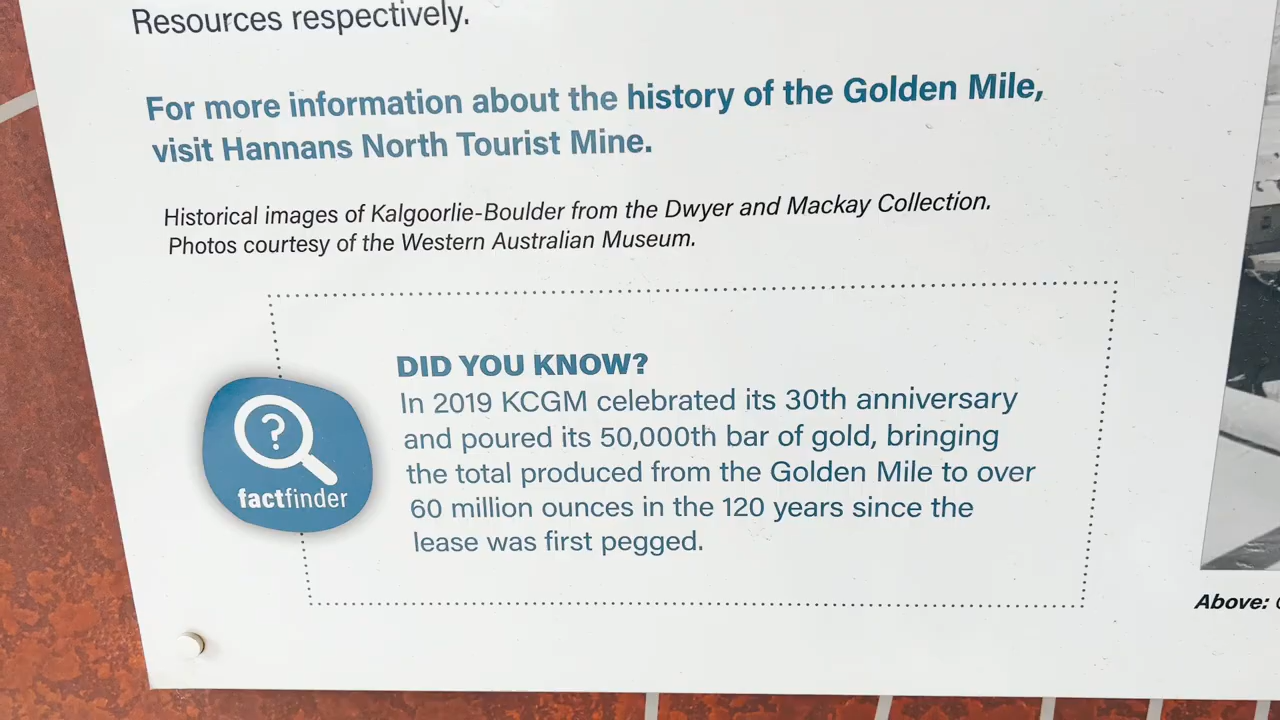 Resources respectively.
For more information about the history of the Golden Mile,
visit Hannans North Tourist Mine.
Historical images of Kalgoorlie-Boulder from the Dwyer and Mackay Collection.
Photos courtesy of the Western Australian Museum.
DID YOU KNOW?
In 2019 KCGM celebrated its 30th anniversary
and poured its 50,000th bar of gold, bringing
the total produced from the Golden Mile to over
60 million ounces in the 120 years since the
lease was first pegged.
?
factfinder
Above: